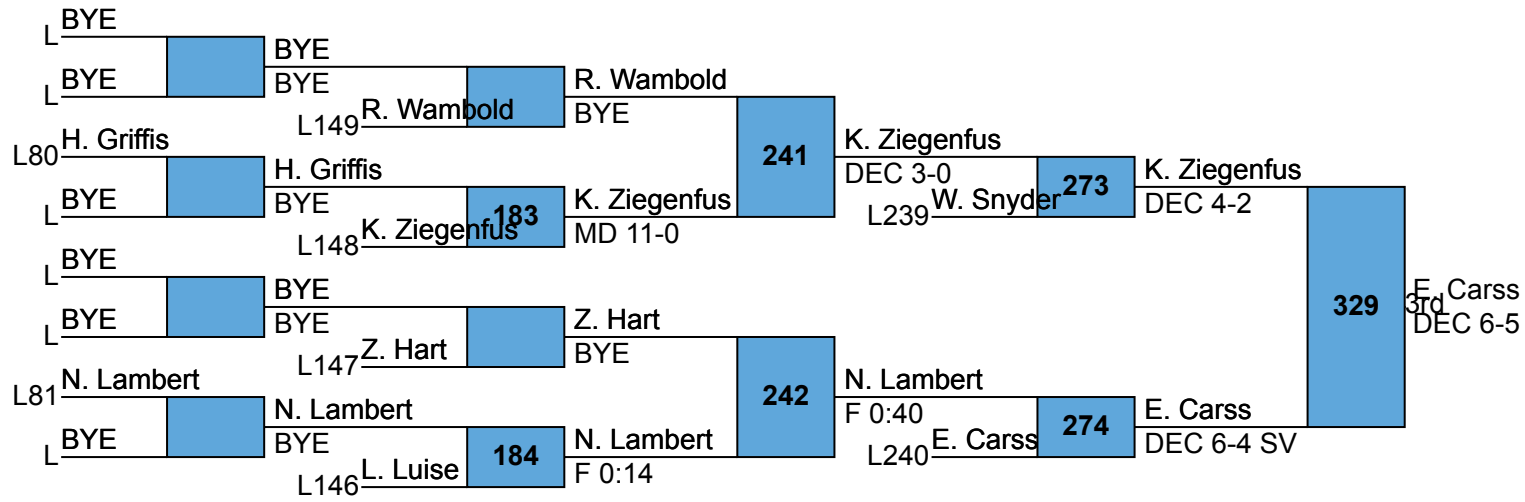 L BYE
L BYE
BYE
BYE
L149 R. Wambold
R. Wambold
BYE
L80 H. Griffis
L BYE
H. Griffis
BYE
L148 K. Ziegenfus
183
K. Ziegenfus
MD 11-0
241
K. Ziegenfus
DEC 3-0
L239 W. Snyder
273
K. Ziegenfus
DEC 4-2
L BYE
L BYE
BYE
BYE
L147 Z. Hart
Z. Hart
BYE
L81 N. Lambert
L BYE
N. Lambert
BYE
L146 L. Luise
184
N. Lambert
F 0:14
242
N. Lambert
F 0:40
L240 E. Carss
274
E. Carss
DEC 6-4 SV
329
3rd
E. Carss
DEC 6-5